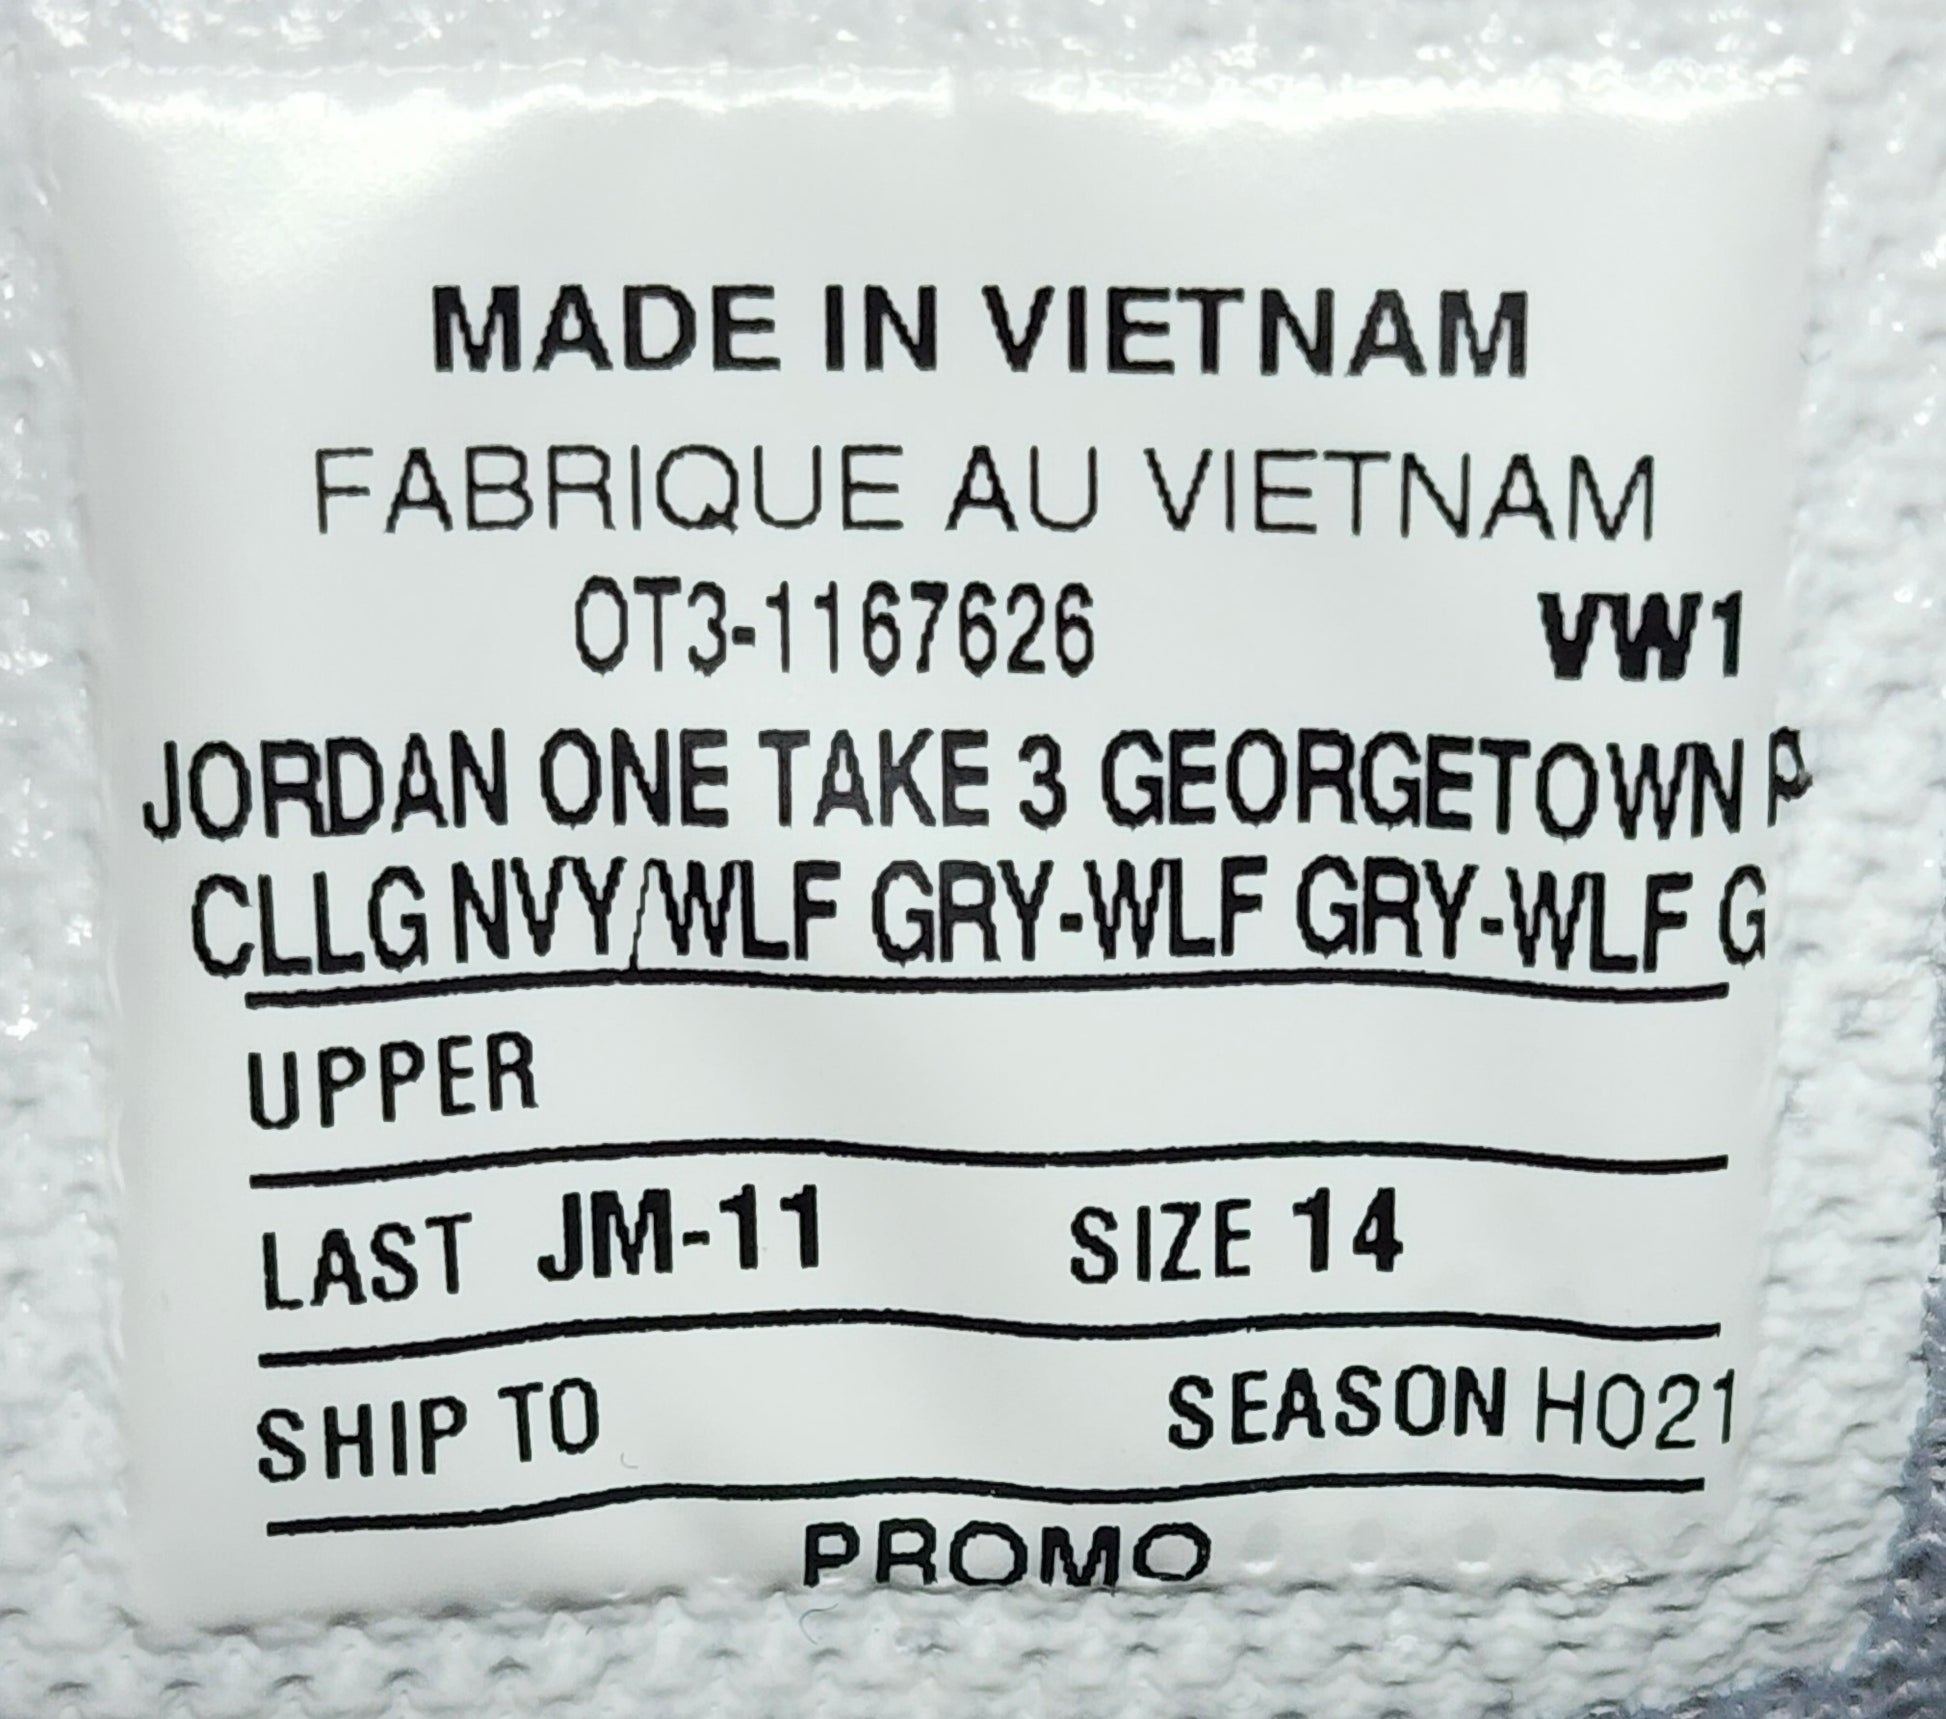 MADE IN VIETNAM
FABRIQUE AU VIETNAM
OT3-1167626 VW1
JORDAN ONE TAKE 3 GEORGETOWN P
CLLG NVY/WLF GRY-WLF GRY-WLF G
UPPER
LAST JM-11 SIZE 14
SHIP TO SEASON HO21
PROMO